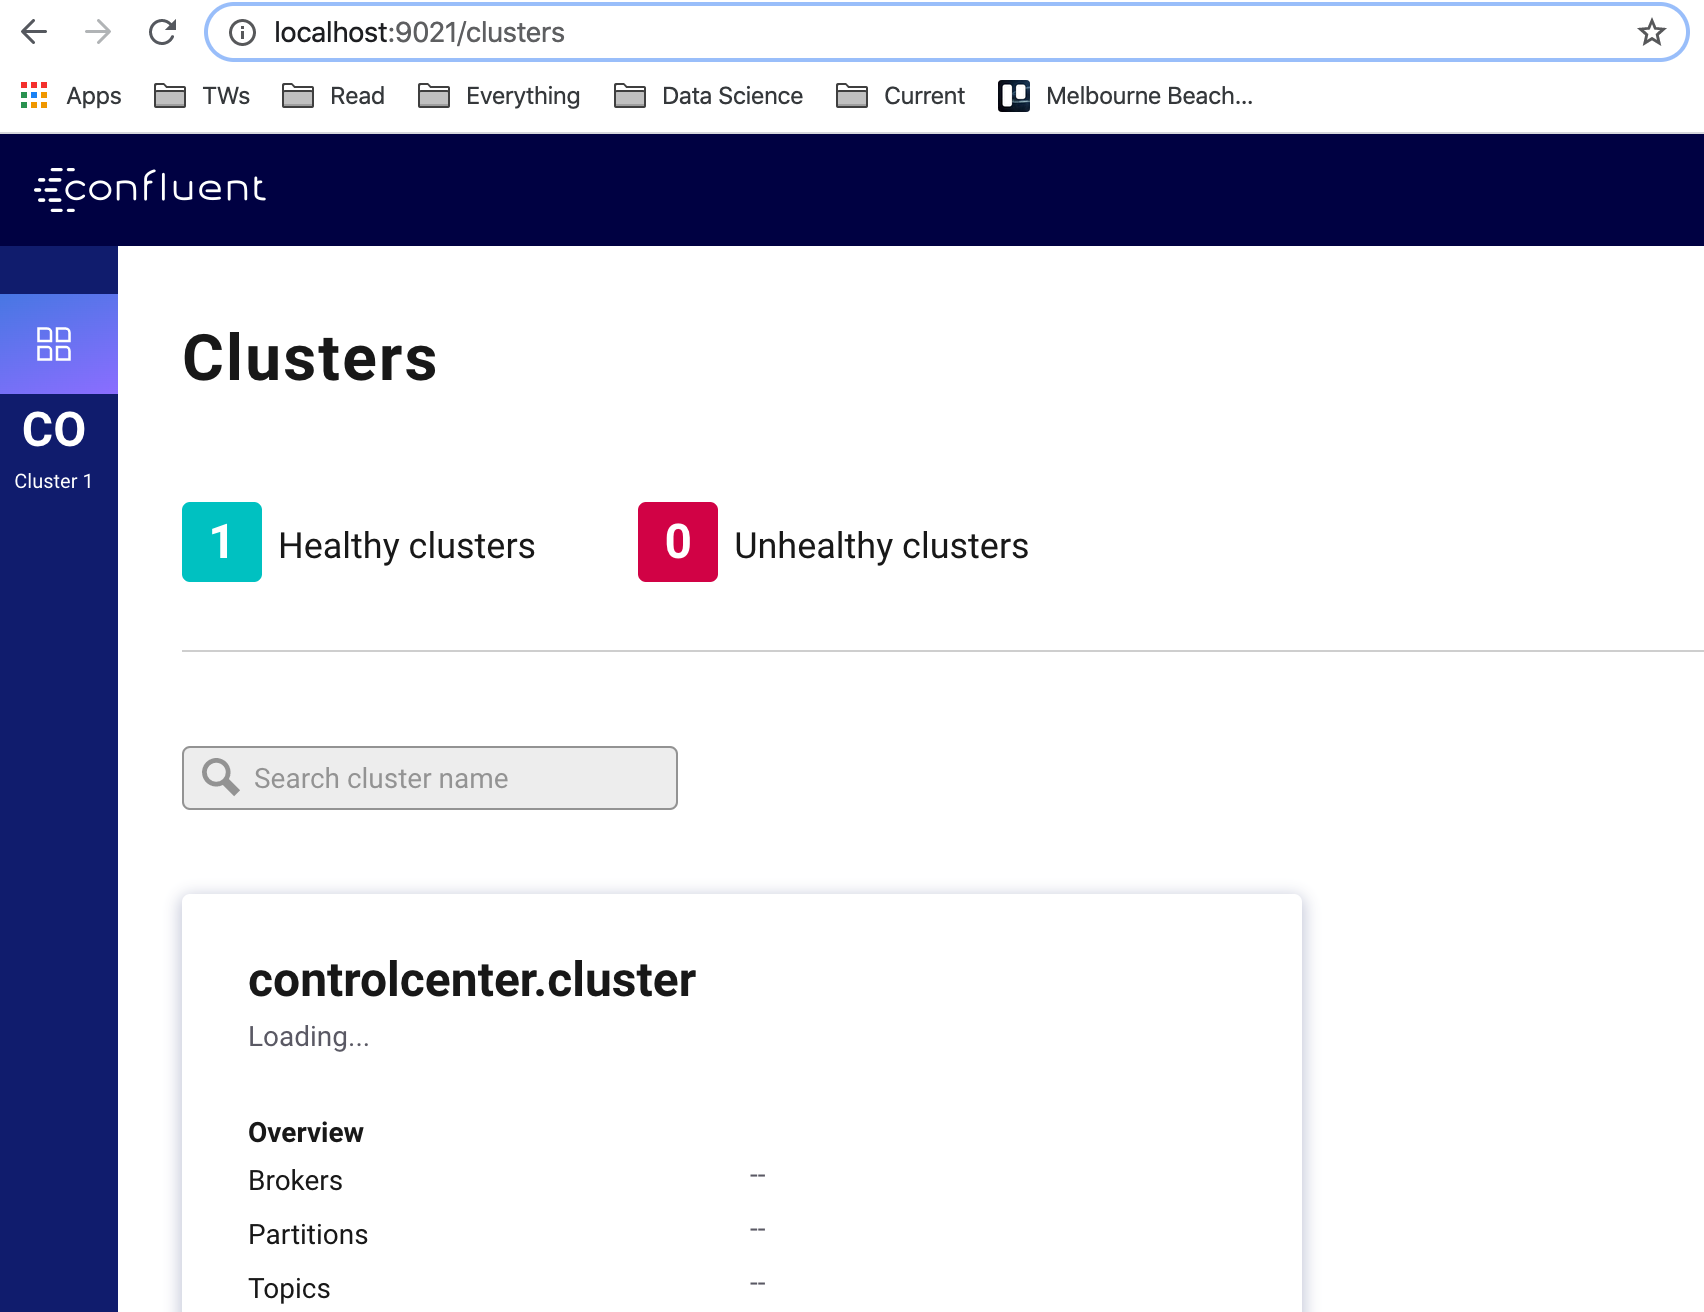 localhost:9021/clusters
Apps TWs Read Everything Data Science Current Melbourne Beach...
confluent
CO
Cluster 1
Clusters
1 Healthy clusters 0 Unhealthy clusters
Search cluster name
controlcenter.cluster
Loading...
Overview
Brokers --
Partitions --
Topics --